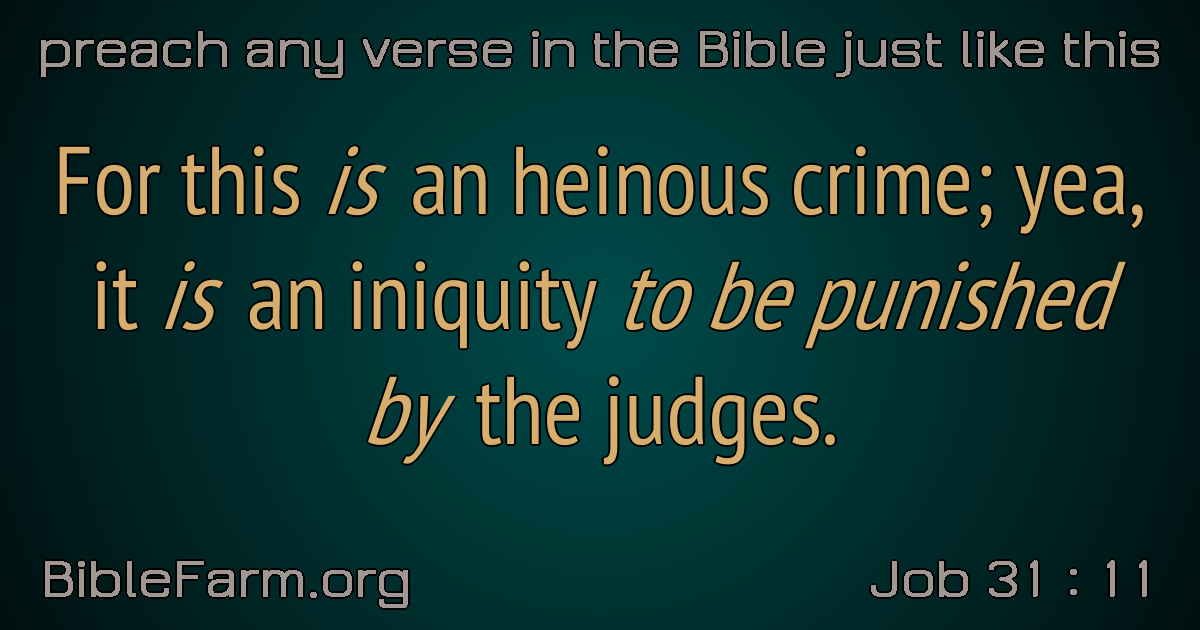 preach any verse in the Bible just like this
For this is an heinous crime; yea,
it is an iniquity to be punished
by the judges.
BibleFarm.org
Job 31 : 11